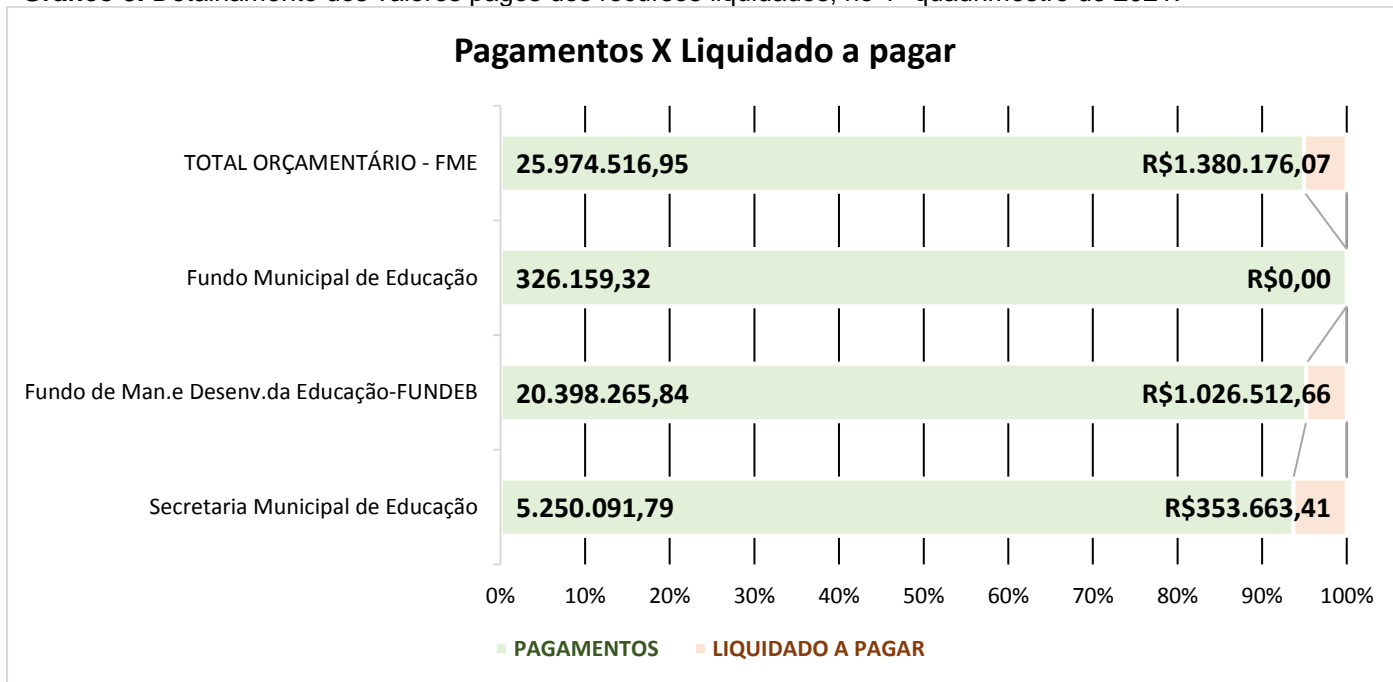 Pagamentos X Liquidado a pagar
TOTAL ORÇAMENTÁRIO - FME 25.974.516,95 R$1.380.176,07
Fundo Municipal de Educação 326.159,32 R$0,00
Fundo de Man.e Desenv.da Educação-FUNDEB 20.398.265,84 R$1.026.512,66
Secretaria Municipal de Educação 5.250.091,79 R$353.663,41
0% 10% 20% 30% 40% 50% 60% 70% 80% 90% 100%
PAGAMENTOS LIQUIDADO A PAGAR